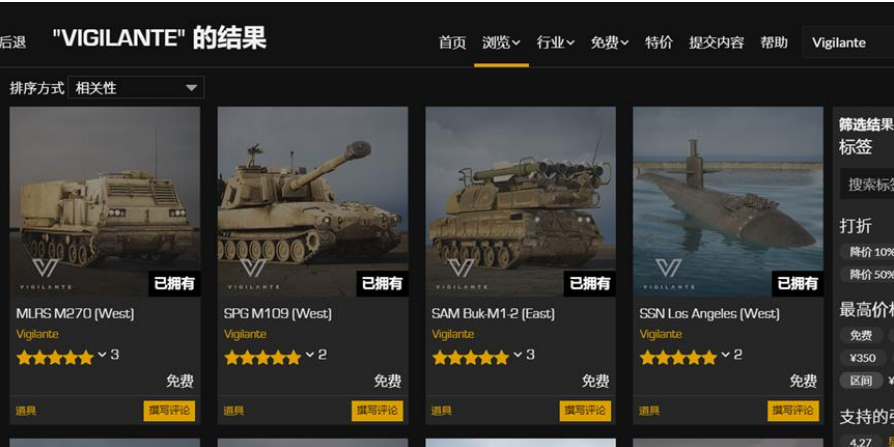 后退 "VIGILANTE" 的结果 首页 浏览 行业 免费 特价 提交内容 帮助 Vigilante
排序方式 相关性
筛选结果
标签
搜索标签
打折
降价 10%
降价 50%
最高价格
免费
¥350
区间 ¥
支持的
4.27
VIGILANTE
已拥有
MLRS M270 (West)
Vigilante
3
免费
道具 撰写评论
VIGILANTE
已拥有
SPG M109 (West)
Vigilante
2
免费
道具 撰写评论
VIGILANTE
已拥有
SAM Buk-M1-2 (East)
Vigilante
3
免费
道具 撰写评论
VIGILANTE
已拥有
SSN Los Angeles (West)
Vigilante
2
免费
道具 撰写评论